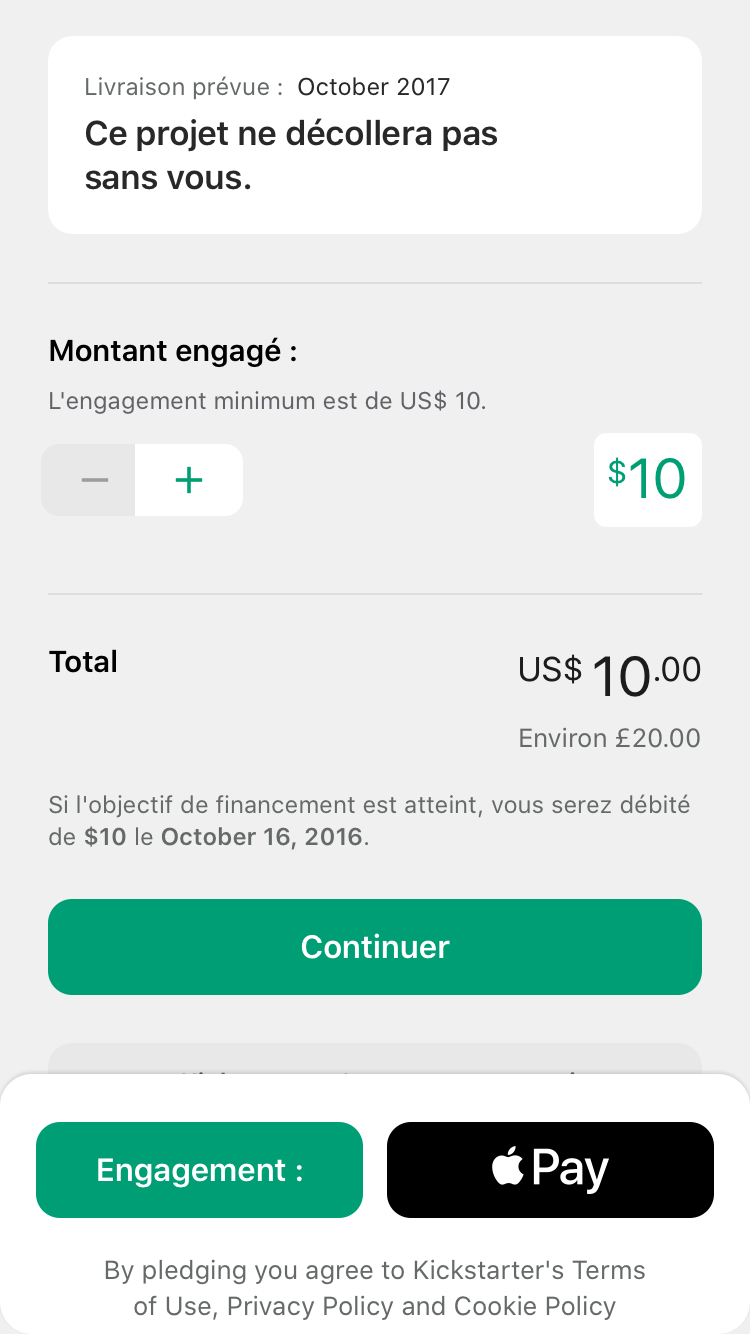 Livraison prévue : October 2017
Ce projet ne décollera pas
sans vous.
Montant engagé :
L'engagement minimum est de US$ 10.
− +
$10
Total
US$ 10.00
Environ £20.00
Si l'objectif de financement est atteint, vous serez débité
de $10 le October 16, 2016.
Continuer
Engagement :
Pay
By pledging you agree to Kickstarter's Terms
of Use, Privacy Policy and Cookie Policy